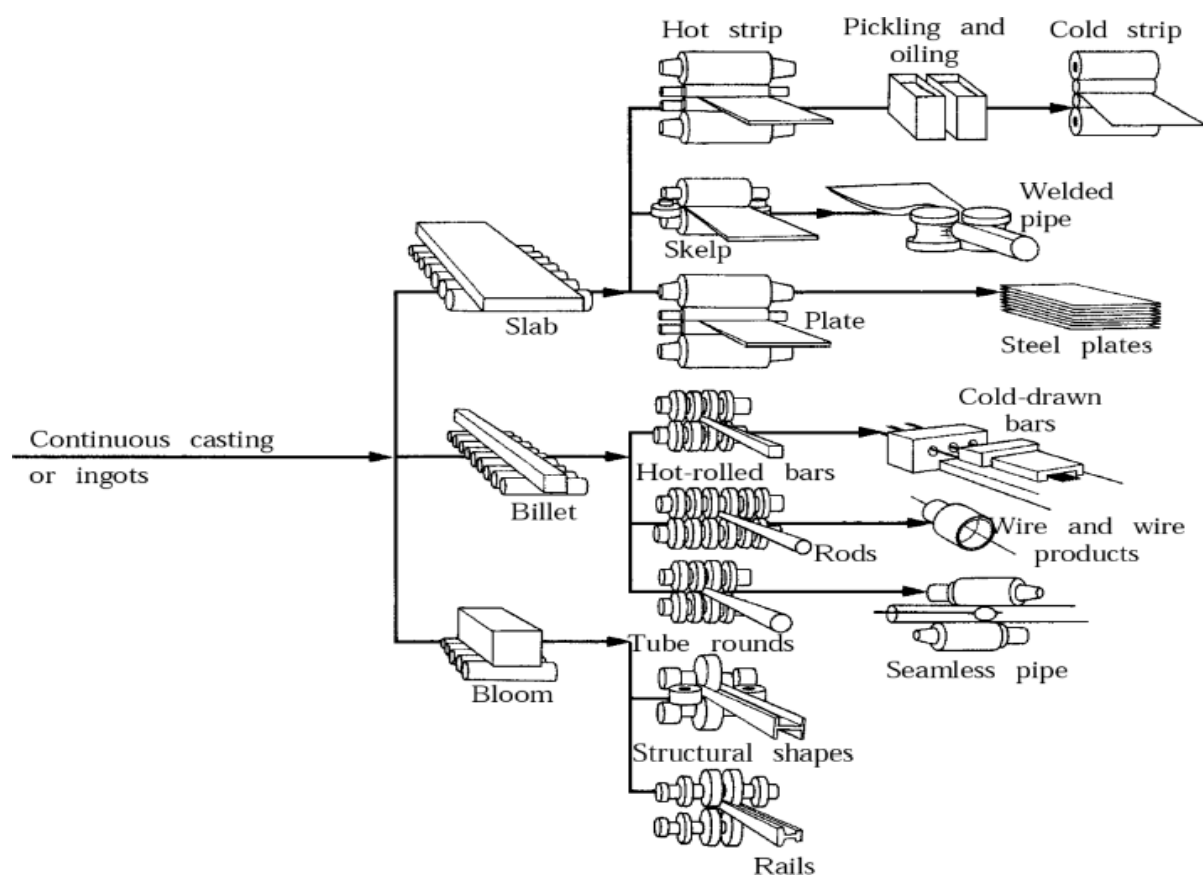 Hot strip
Pickling and
oiling
Cold strip
Skelp
Welded
pipe
Slab
Plate
Steel plates
Continuous casting
or ingots
Billet
Hot-rolled bars
Cold-drawn
bars
Rods
Wire and wire
products
Tube rounds
Seamless pipe
Bloom
Structural shapes
Rails